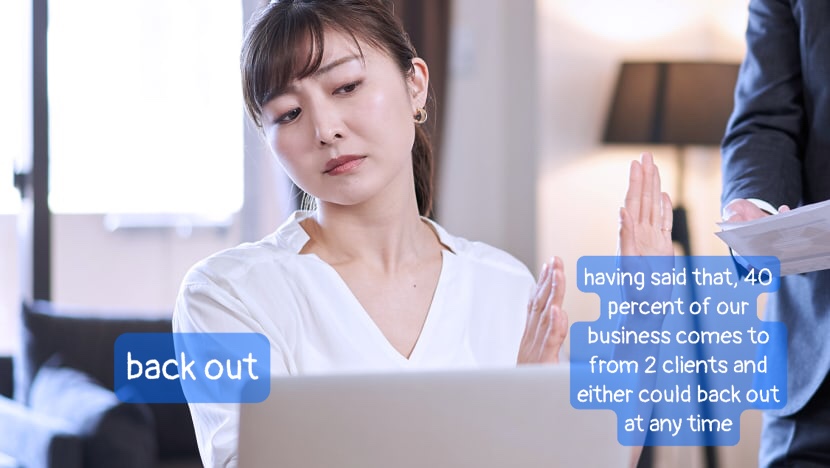 back out
having said that, 40
percent of our
business comes to
from 2 clients and
either could back out
at any time